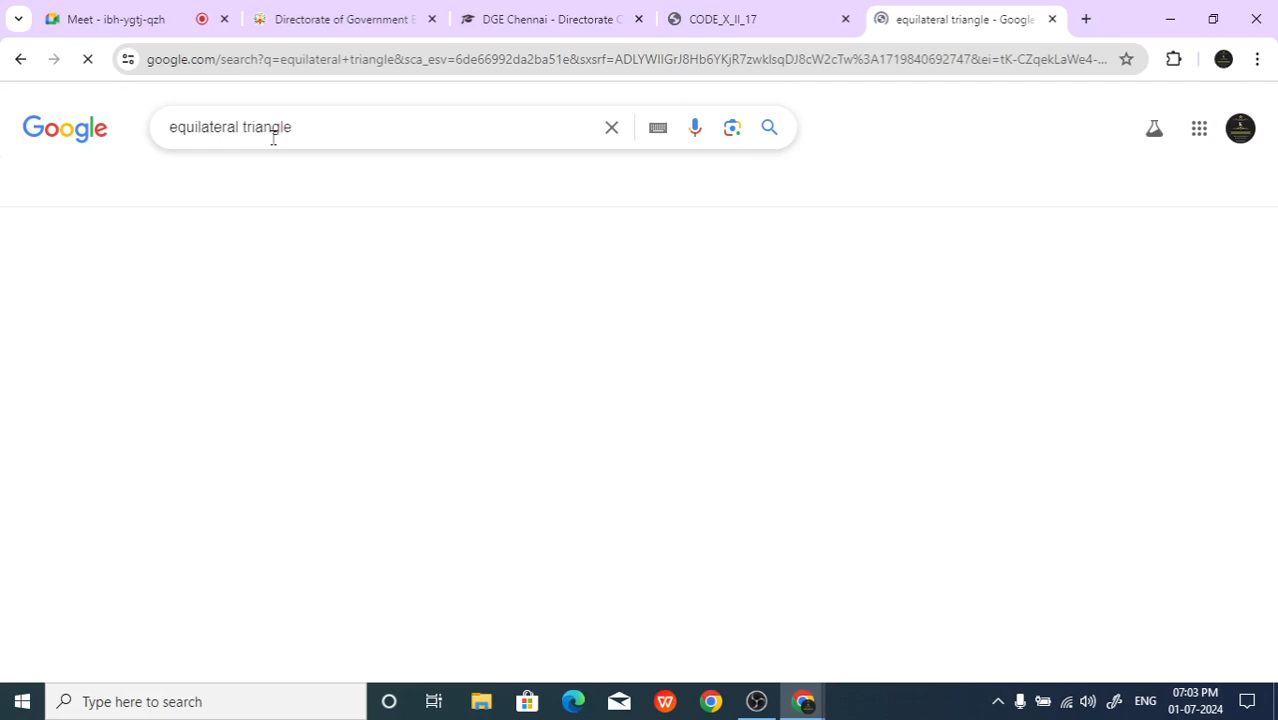 Meet - ibh-ygtj-qzh
Directorate of Government E
DGE Chennai - Directorate C
CODE_X_II_17
equilateral triangle - Google
google.com/search?q=equilateral+triangle&sca_esv=6de66992da2ba51e&sxsrf=ADLYWIIGrJ8Hb6YKjR7zwklsqDJ8cW2cTw%3A1719840692747&ei=tK-CZqekLaWe4-...
Google
equilateral triangle
Type here to search
ENG
07:03 PM
01-07-2024